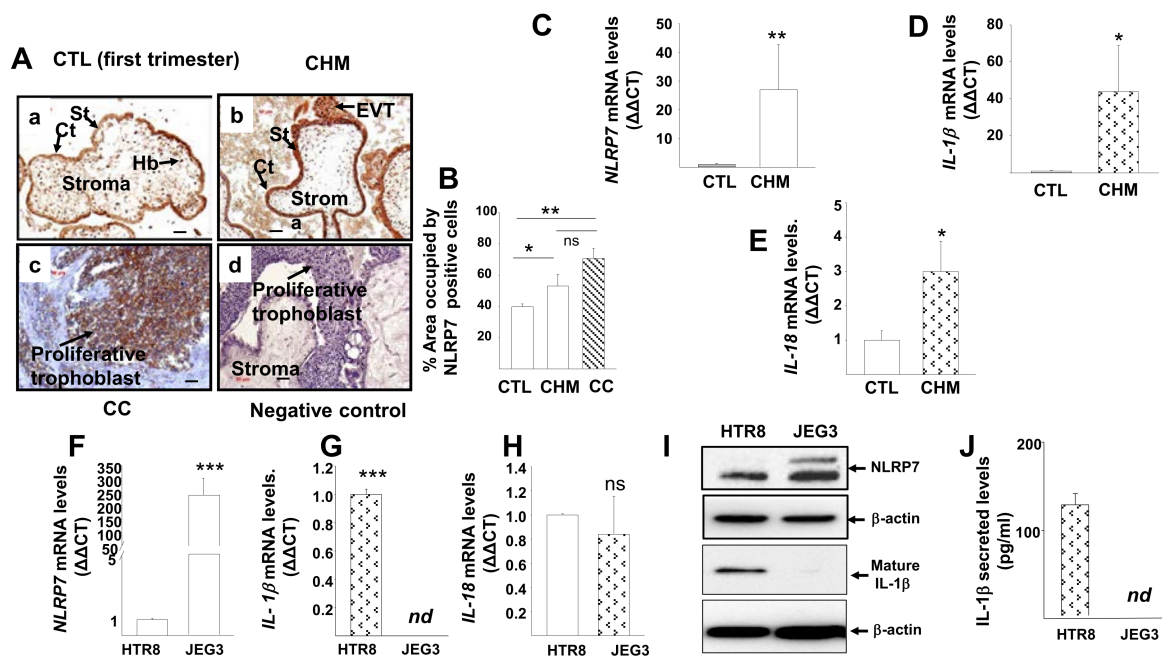 A
CTL (first trimester)
CHM
a
St
Ct
Hb
Stroma
b
EVT
St
Ct
Strom
a
c
Proliferative
trophoblast
d
Proliferative
trophoblast
Stroma
CC
Negative control
B
% Area occupied by
NLRP7 positive cells
100
80
60
40
20
**
*
ns
CTL CHM CC
C
NLRP7 mRNA levels
(ΔΔCT)
50
40
30
20
10
**
CTL CHM
D
IL-1β mRNA levels
(ΔΔCT)
80
60
40
20
*
CTL CHM
E
IL-18 mRNA levels.
(ΔΔCT)
5
4
3
2
1
*
CTL CHM
F
NLRP7 mRNA levels
(ΔΔCT)
350
300
250
200
150
100
50
5
1
***
HTR8 JEG3
G
IL- 1β mRNA levels.
(ΔΔCT)
1.2
1.0
0.8
0.6
0.4
0.2
***
nd
HTR8 JEG3
H
IL-18 mRNA levels
(ΔΔCT)
1.4
1.2
1.0
0.8
0.6
0.4
0.2
ns
HTR8 JEG3
I
HTR8 JEG3
NLRP7
β-actin
Mature
IL-1β
β-actin
J
IL-1β secreted levels
(pg/ml)
200
100
nd
HTR8 JEG3